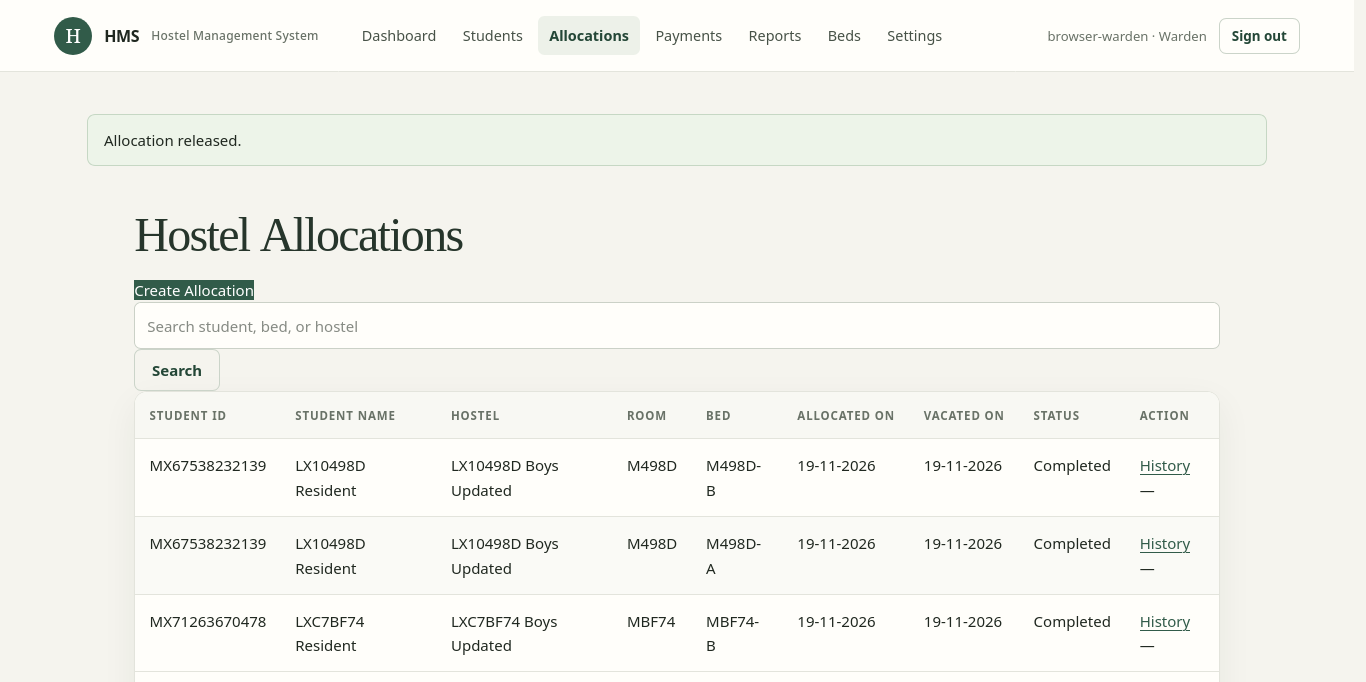 H HMS Hostel Management System Dashboard Students Allocations Payments Reports Beds Settings browser-warden · Warden Sign out
Allocation released.
Hostel Allocations
Create Allocation
Search student, bed, or hostel
Search
STUDENT ID STUDENT NAME HOSTEL ROOM BED ALLOCATED ON VACATED ON STATUS ACTION
MX67538232139 LX10498D LX10498D Boys M498D M498D- 19-11-2026 19-11-2026 Completed History
Resident Updated B —
MX67538232139 LX10498D LX10498D Boys M498D M498D- 19-11-2026 19-11-2026 Completed History
Resident Updated A —
MX71263670478 LXC7BF74 LXC7BF74 Boys MBF74 MBF74- 19-11-2026 19-11-2026 Completed History
Resident Updated B —